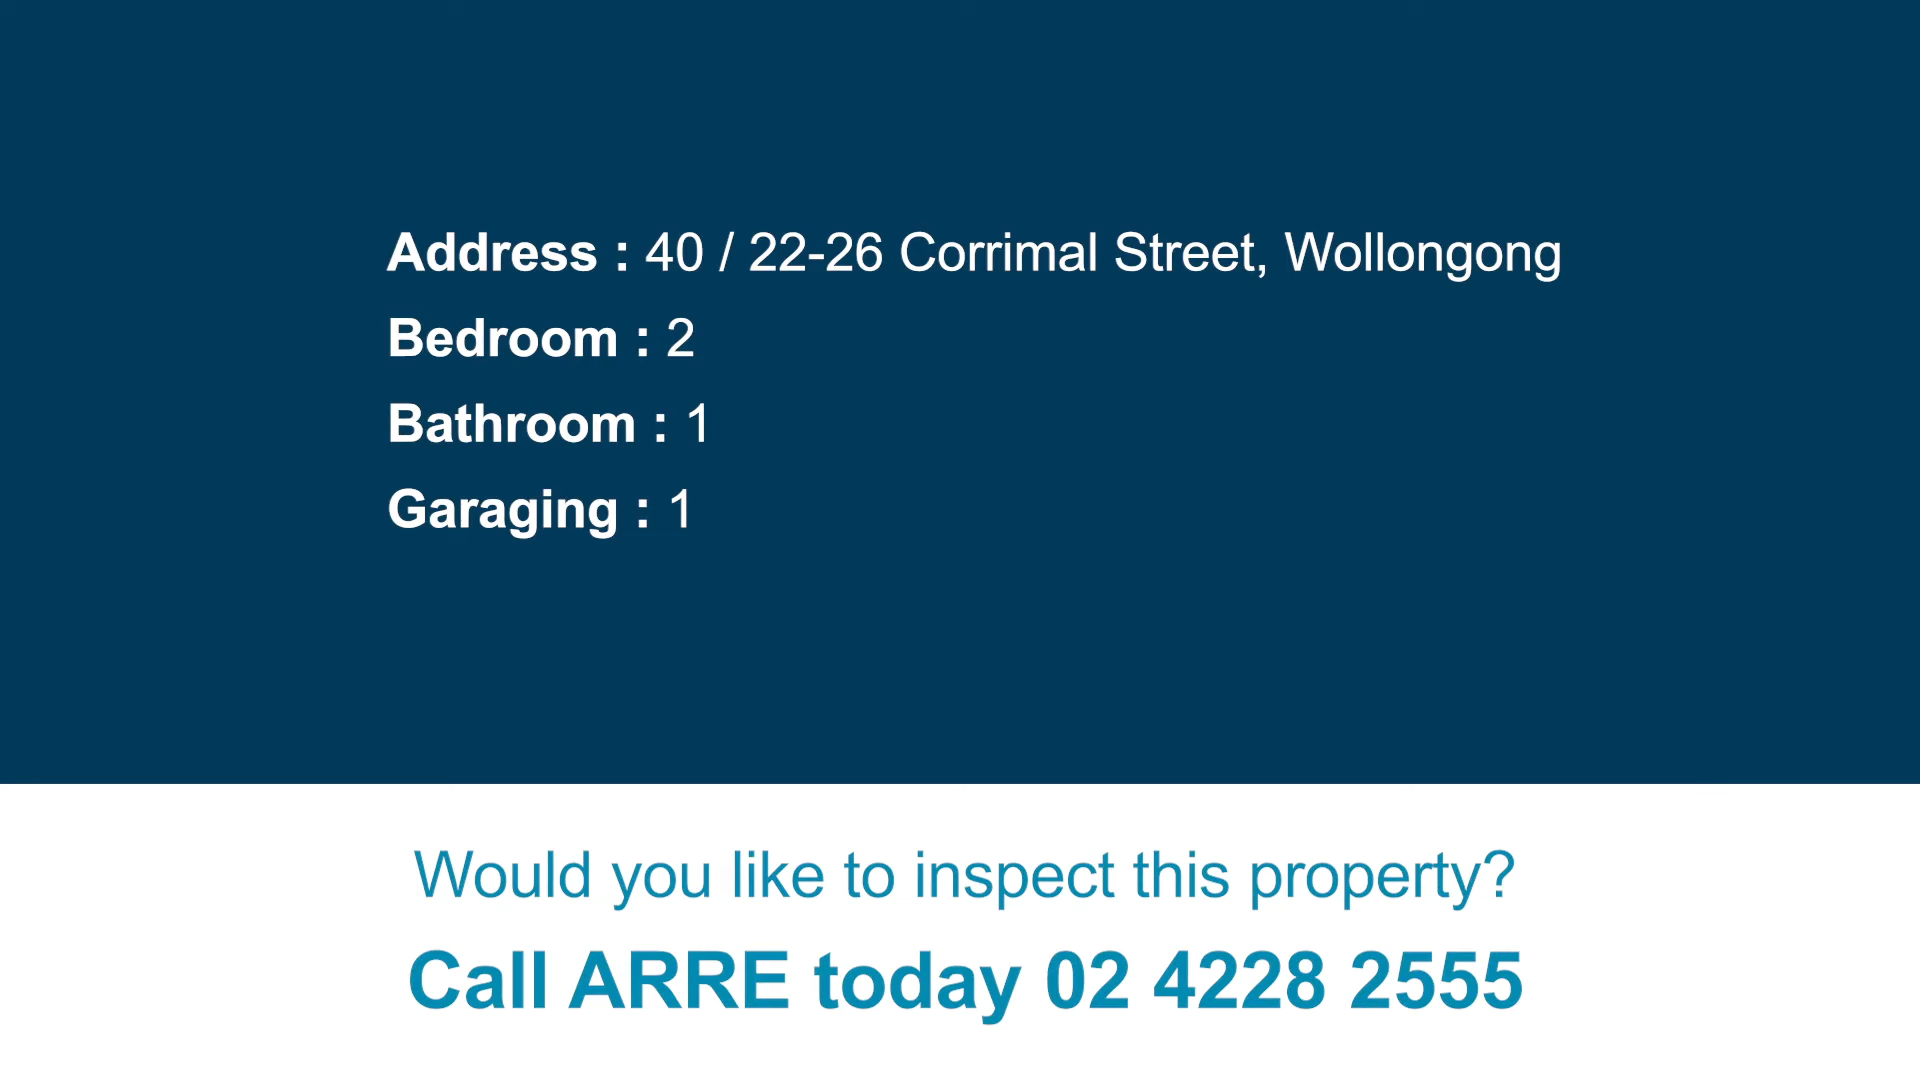 Address : 40 / 22-26 Corrimal Street, Wollongong
Bedroom : 2
Bathroom : 1
Garaging : 1
Would you like to inspect this property?
Call ARRE today 02 4228 2555